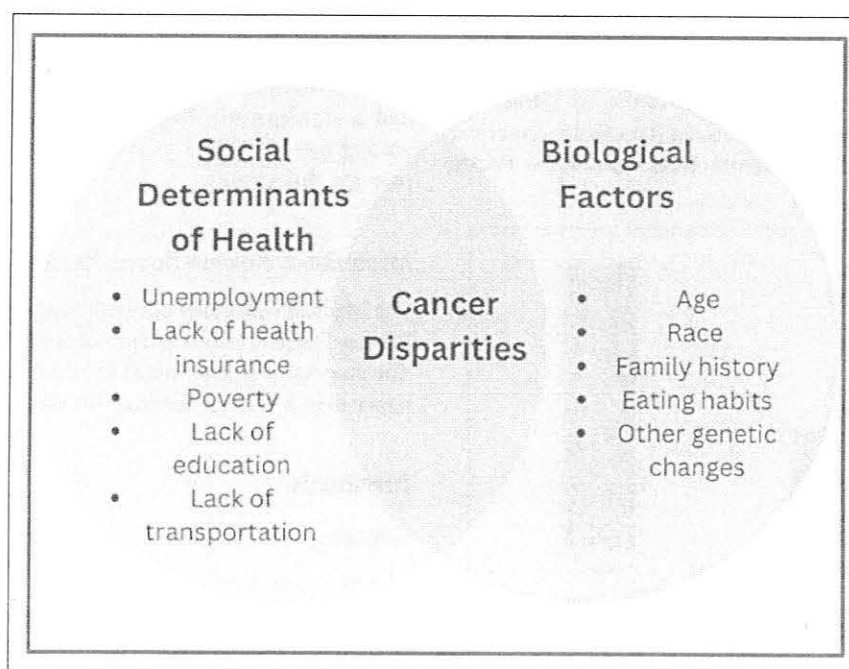 Social
Determinants
of Health
• Unemployment
• Lack of health
insurance
• Poverty
• Lack of
education
• Lack of
transportation
Cancer
Disparities
Biological
Factors
• Age
• Race
• Family history
• Eating habits
• Other genetic
changes